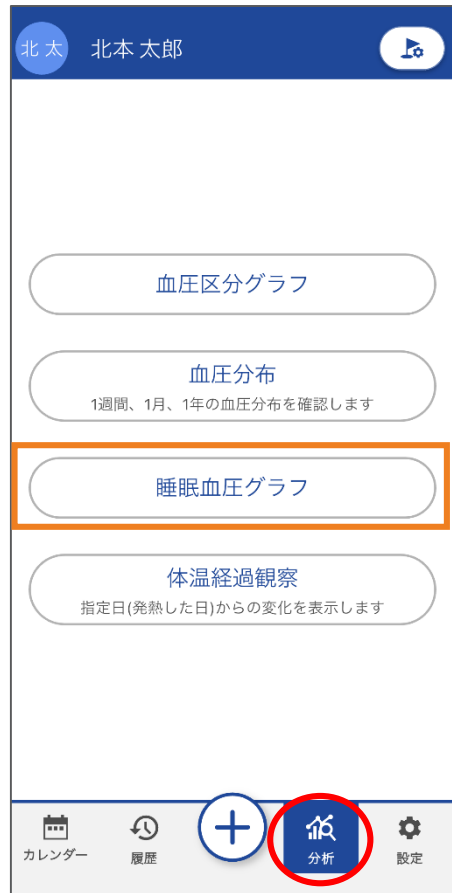 北 太
北本 太郎
血圧区分グラフ
血圧分布
1週間、1月、1年の血圧分布を確認します
睡眠血圧グラフ
体温経過観察
指定日(発熱した日)からの変化を表示します
カレンダー
履歴
分析
設定